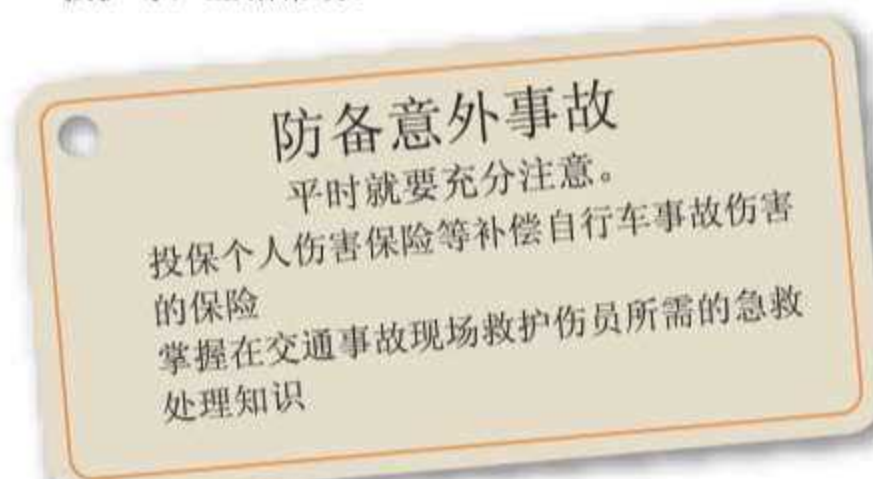 防备意外事故
平时就要充分注意。
投保个人伤害保险等补偿自行车事故伤害
的保险
掌握在交通事故现场救护伤员所需的急救
处理知识